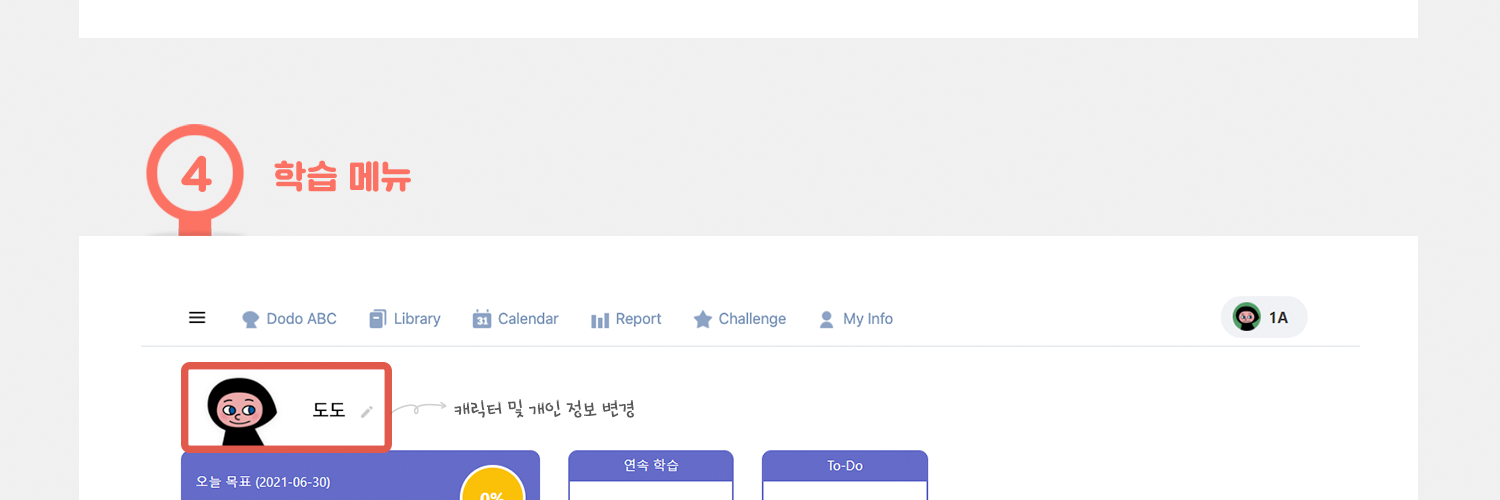 4 학습 메뉴
Dodo ABC Library 31 Calendar Report Challenge My Info 1A
도도 캐릭터 및 개인 정보 변경
오늘 목표 (2021-06-30) 0% 연속 학습 To-Do